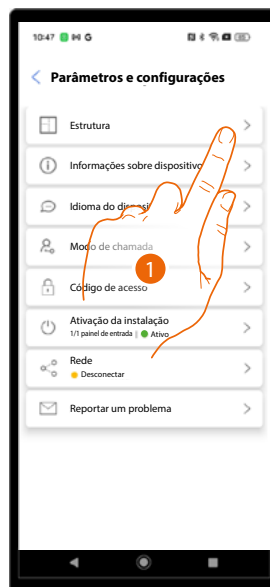 10:47
Parâmetros e configurações
Estrutura
Informações sobre dispositivo
Idioma do
Modo de chamada
Código de acesso
1
Ativação da instalação
1/1 painel de entrada | Ativo
Rede
Desconectar
Reportar um problema